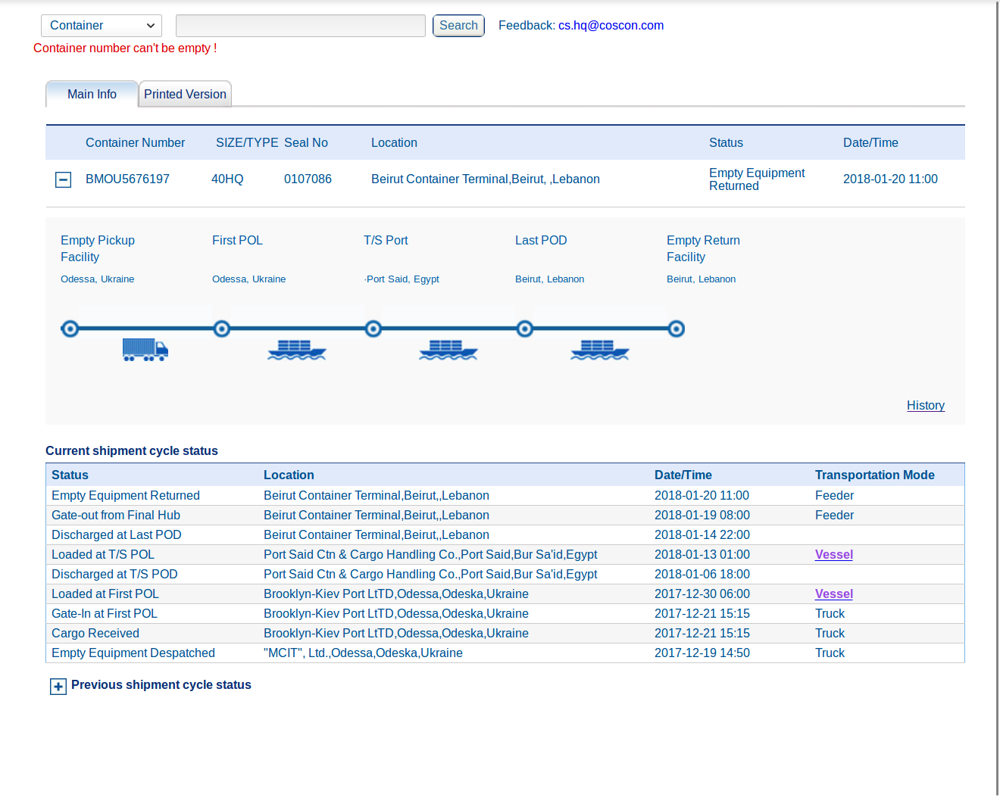 Container Search Feedback: cs.hq@coscon.com
Container number can't be empty !
Main Info Printed Version
Container Number SIZE/TYPE Seal No Location Status Date/Time
BMOU5676197 40HQ 0107086 Beirut Container Terminal,Beirut, ,Lebanon Empty Equipment Returned 2018-01-20 11:00
Empty Pickup Facility First POL T/S Port Last POD Empty Return Facility
Odessa, Ukraine Odessa, Ukraine ·Port Said, Egypt Beirut, Lebanon Beirut, Lebanon
History
Current shipment cycle status
Status Location Date/Time Transportation Mode
Empty Equipment Returned Beirut Container Terminal,Beirut,,Lebanon 2018-01-20 11:00 Feeder
Gate-out from Final Hub Beirut Container Terminal,Beirut,,Lebanon 2018-01-19 08:00 Feeder
Discharged at Last POD Beirut Container Terminal,Beirut,,Lebanon 2018-01-14 22:00
Loaded at T/S POL Port Said Ctn & Cargo Handling Co.,Port Said,Bur Sa'id,Egypt 2018-01-13 01:00 Vessel
Discharged at T/S POD Port Said Ctn & Cargo Handling Co.,Port Said,Bur Sa'id,Egypt 2018-01-06 18:00
Loaded at First POL Brooklyn-Kiev Port LtTD,Odessa,Odeska,Ukraine 2017-12-30 06:00 Vessel
Gate-In at First POL Brooklyn-Kiev Port LtTD,Odessa,Odeska,Ukraine 2017-12-21 15:15 Truck
Cargo Received Brooklyn-Kiev Port LtTD,Odessa,Odeska,Ukraine 2017-12-21 15:15 Truck
Empty Equipment Despatched "MCIT", Ltd.,Odessa,Odeska,Ukraine 2017-12-19 14:50 Truck
Previous shipment cycle status